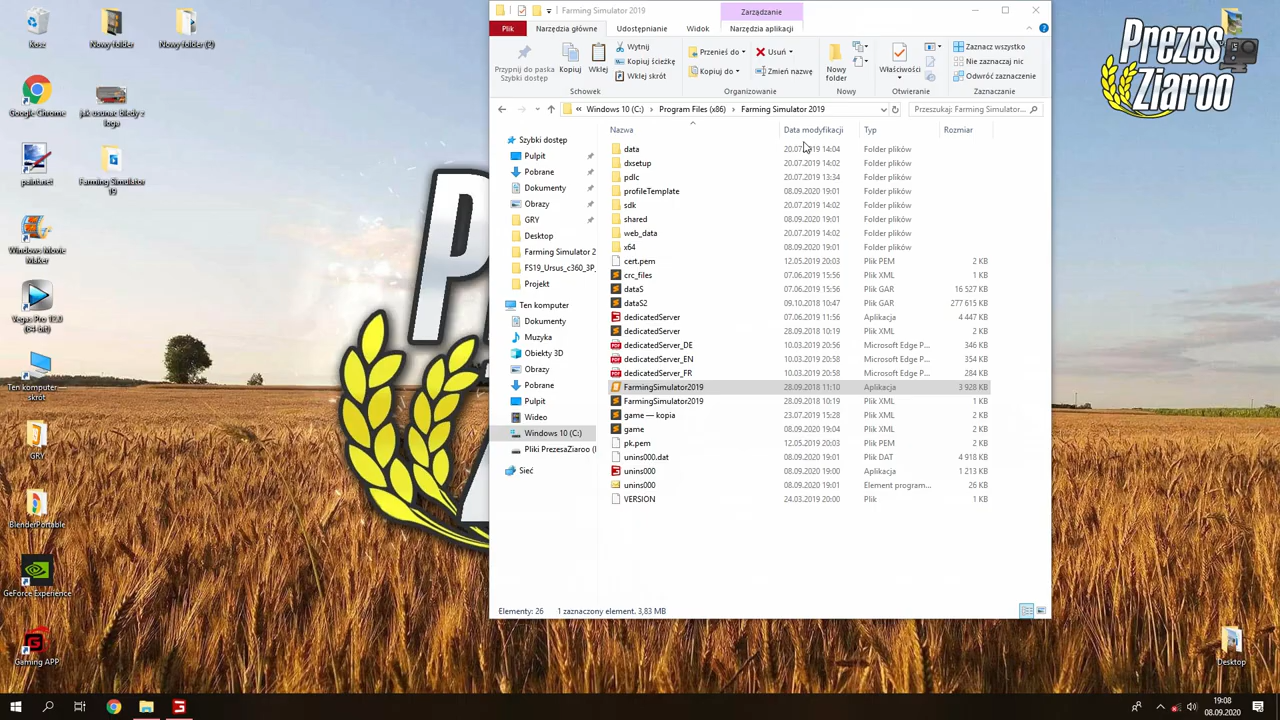 Farming Simulator 2019
Zarządzanie
Plik
Narzędzia główne
Udostępnianie
Widok
Narzędzia aplikacji
Przypnij do paska
Szybki dostęp
Kopiuj
Wklej
Wytnij
Kopiuj ścieżkę
Wklej skrót
Schowek
Przenieś do
Kopiuj do
Usuń
Zmień nazwę
Organizowanie
Nowy
folder
Nowy
Właściwości
Otwieranie
Zaznacz wszystko
Nie zaznaczaj nic
Odwróć zaznaczenie
Zaznaczanie
« Windows 10 (C:) > Program Files (x86) > Farming Simulator 2019
Przeszukaj: Farming Simulator...
Nazwa Data modyfikacji Typ Rozmiar
data 20.07.2019 14:04 Folder plików
dxsetup 20.07.2019 14:02 Folder plików
pdlc 20.07.2019 13:34 Folder plików
profileTemplate 08.09.2020 19:01 Folder plików
sdk 20.07.2019 14:02 Folder plików
shared 08.09.2020 19:01 Folder plików
web_data 20.07.2019 14:02 Folder plików
x64 08.09.2020 19:01 Folder plików
cert.pem 12.05.2019 20:03 Plik PEM 2 KB
crc_files 07.06.2019 15:56 Plik XML 1 KB
dataS 07.06.2019 15:56 Plik GAR 16 527 KB
dataS2 09.10.2018 10:47 Plik GAR 277 615 KB
dedicatedServer 07.06.2019 11:56 Aplikacja 4 447 KB
dedicatedServer 28.09.2018 10:19 Plik XML 2 KB
dedicatedServer_DE 10.03.2019 20:56 Microsoft Edge P... 346 KB
dedicatedServer_EN 10.03.2019 20:58 Microsoft Edge P... 354 KB
dedicatedServer_FR 10.03.2019 20:58 Microsoft Edge P... 284 KB
FarmingSimulator2019 28.09.2018 11:10 Aplikacja 3 928 KB
FarmingSimulator2019 28.09.2018 10:19 Plik XML 1 KB
game — kopia 23.07.2019 15:28 Plik XML 2 KB
game 08.09.2020 19:04 Plik XML 2 KB
pk.pem 12.05.2019 20:03 Plik PEM 2 KB
unins000.dat 08.09.2020 19:01 Plik DAT 4 918 KB
unins000 08.09.2020 19:00 Aplikacja 1 213 KB
unins000 08.09.2020 19:01 Element program... 26 KB
VERSION 24.03.2019 20:00 Plik 1 KB
Szybki dostęp
Pulpit
Pobrane
Dokumenty
Obrazy
GRY
Desktop
Farming Simulator 2
FS19_Ursus_c360_3P_
Projekt
Ten komputer
Dokumenty
Muzyka
Obiekty 3D
Obrazy
Pobrane
Pulpit
Wideo
Windows 10 (C:)
Pliki PrezesaZiaroo (
Sieć
Elementy: 26 1 zaznaczony element. 3,83 MB
Kosz
Nowy folder
Nowy folder (2)
Google Chrome
jak usunać błedy z
loga
paint.net
Farming Simulator
19
Windows Movie
Maker
Vegas Pro 12.0
(64-bit)
Ten komputer —
skrót
GRY
BlenderPortable
GeForce Experience
Gaming APP
Prezes
Ziaroo
Desktop
19:08
08.09.2020